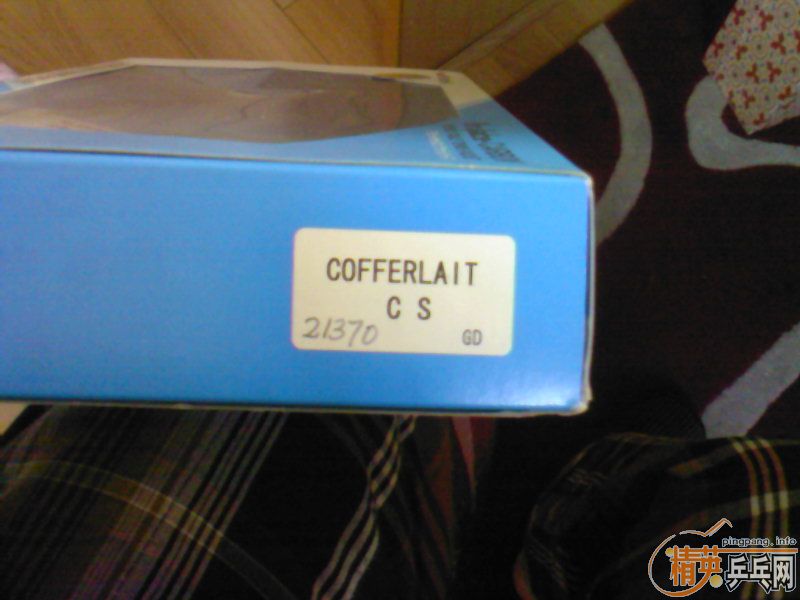 COFFERLAIT
C S
21370
GD
pingpang.info
精英乒乓网